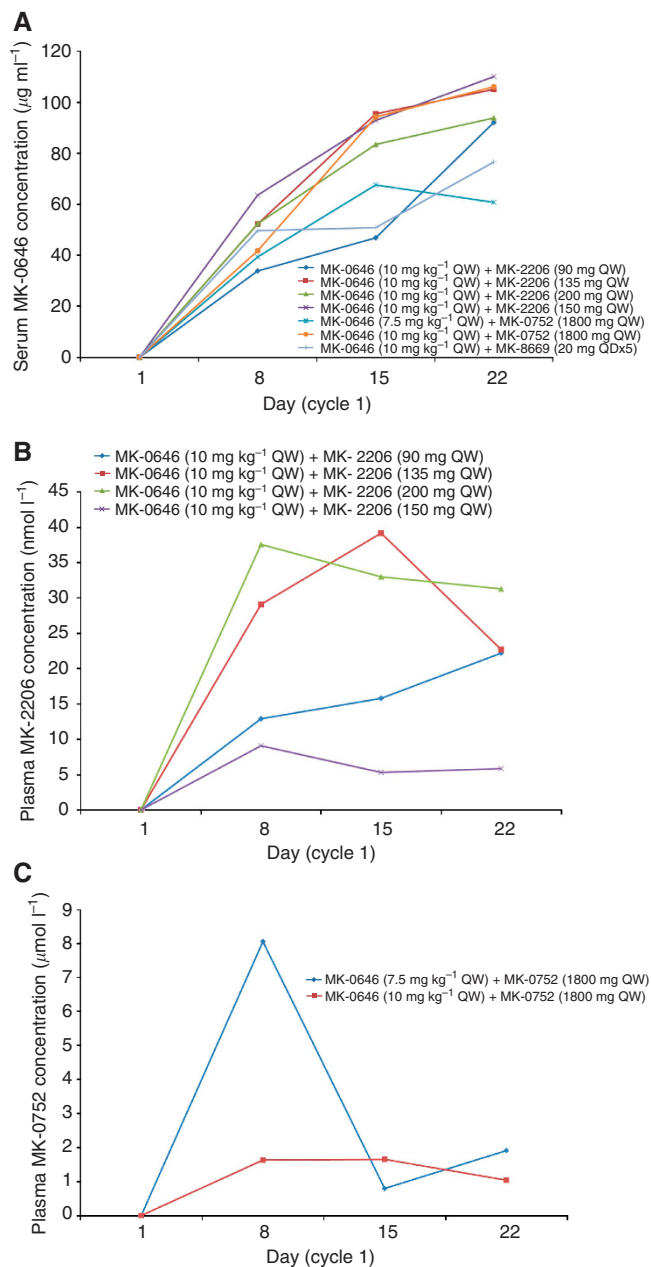 A
Serum MK-0646 concentration (μg ml⁻¹)
120
100
80
60
40
20
0
MK-0646 (10 mg kg⁻¹ QW) + MK-2206 (90 mg QW)
MK-0646 (10 mg kg⁻¹ QW) + MK-2206 (135 mg QW
MK-0646 (10 mg kg⁻¹ QW) + MK-2206 (200 mg QW)
MK-0646 (10 mg kg⁻¹ QW) + MK-2206 (150 mg QW)
MK-0646 (7.5 mg kg⁻¹ QW) + MK-0752 (1800 mg QW)
MK-0646 (10 mg kg⁻¹ QW) + MK-0752 (1800 mg QW)
MK-0646 (10 mg kg⁻¹ QW) + MK-8669 (20 mg QDx5)
1 8 15 22
Day (cycle 1)
B
MK-0646 (10 mg kg⁻¹ QW) + MK- 2206 (90 mg QW)
MK-0646 (10 mg kg⁻¹ QW) + MK- 2206 (135 mg QW)
MK-0646 (10 mg kg⁻¹ QW) + MK- 2206 (200 mg QW)
MK-0646 (10 mg kg⁻¹ QW) + MK- 2206 (150 mg QW)
Plasma MK-2206 concentration (nmol l⁻¹)
45
40
35
30
25
20
15
10
5
0
1 8 15 22
Day (cycle 1)
C
Plasma MK-0752 concentration (μmol l⁻¹)
9
8
7
6
5
4
3
2
1
0
MK-0646 (7.5 mg kg⁻¹ QW) + MK-0752 (1800 mg QW)
MK-0646 (10 mg kg⁻¹ QW) + MK-0752 (1800 mg QW)
1 8 15 22
Day (cycle 1)